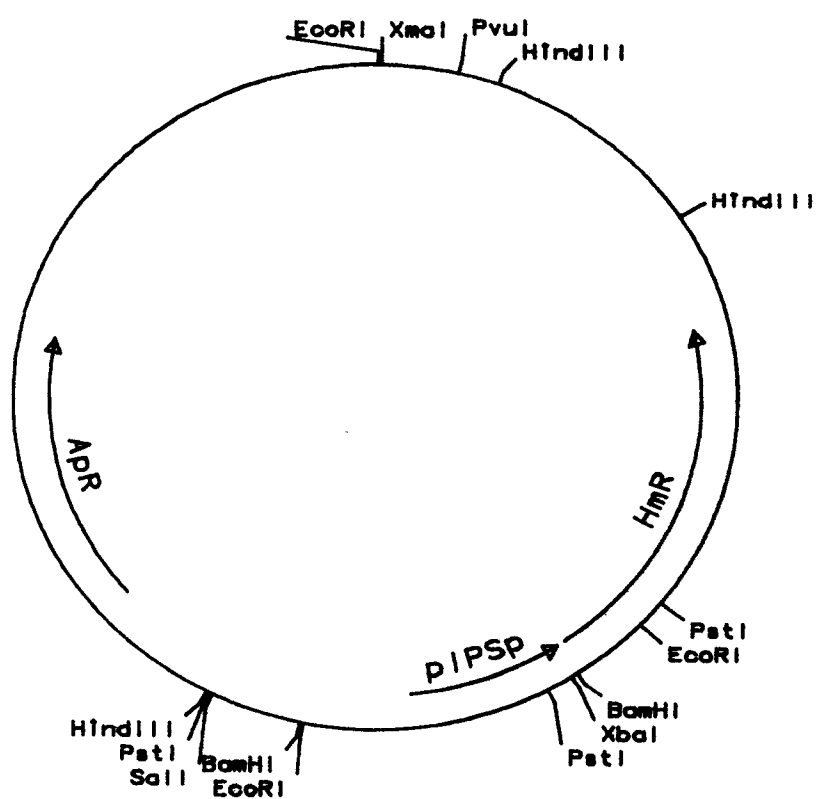 EcoRI XmaI PvuI
HindIII
HindIII
ApR
HmR
pIPSp
PstI
EcoRI
BamHI
XbaI
PstI
HindIII
PstI
SalI
BamHI
EcoRI